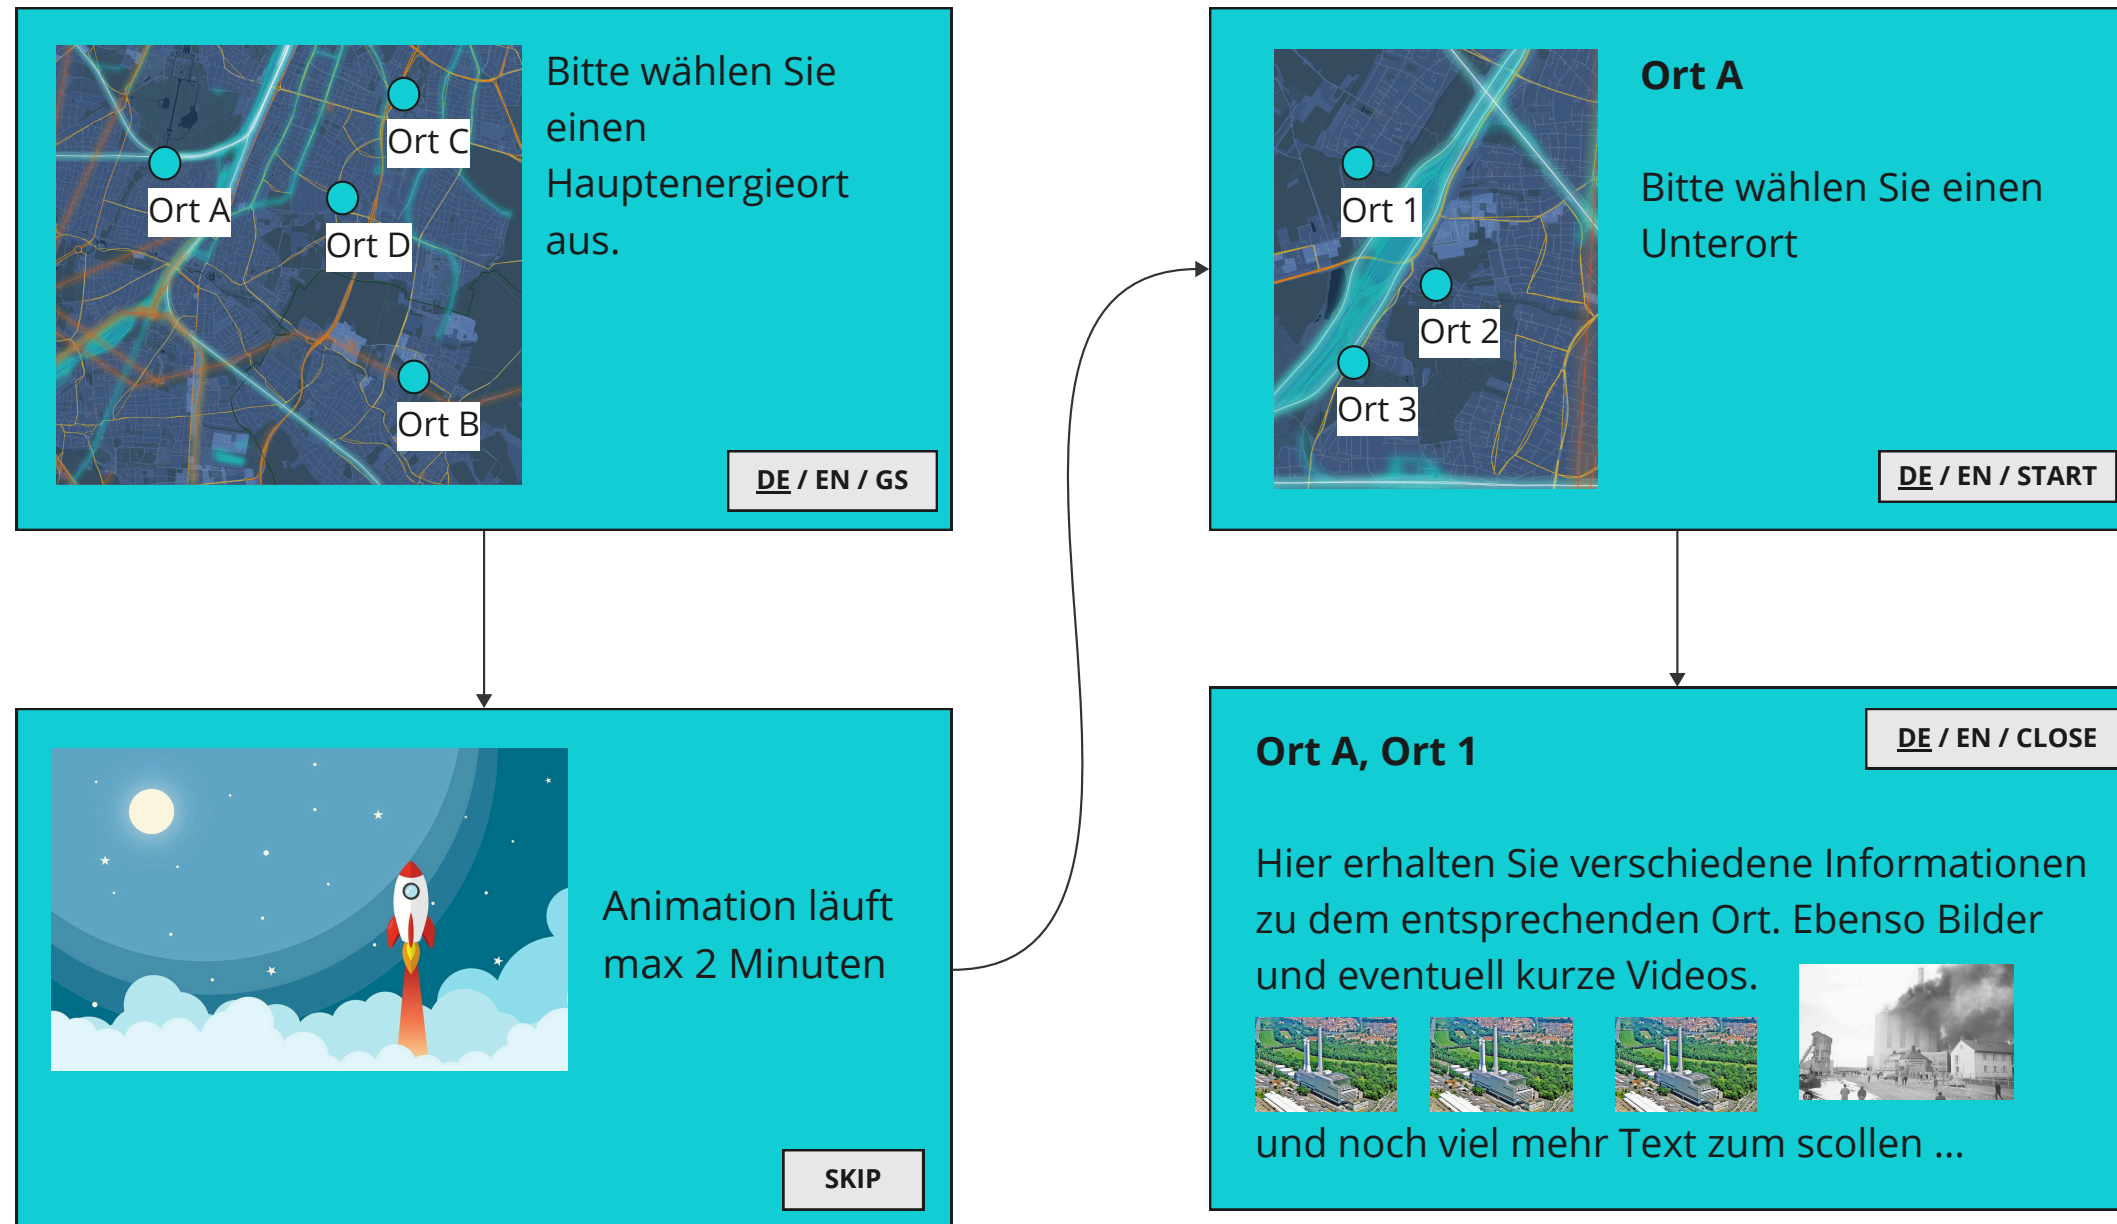 Bitte wählen Sie
einen
Hauptenergieort
aus.
Ort C
Ort A
Ort D
Ort B
DE / EN / GS
Animation läuft
max 2 Minuten
SKIP
Ort A
Bitte wählen Sie einen
Unterort
Ort 1
Ort 2
Ort 3
DE / EN / START
DE / EN / CLOSE
Ort A, Ort 1
Hier erhalten Sie verschiedene Informationen
zu dem entsprechenden Ort. Ebenso Bilder
und eventuell kurze Videos.
und noch viel mehr Text zum scollen ...